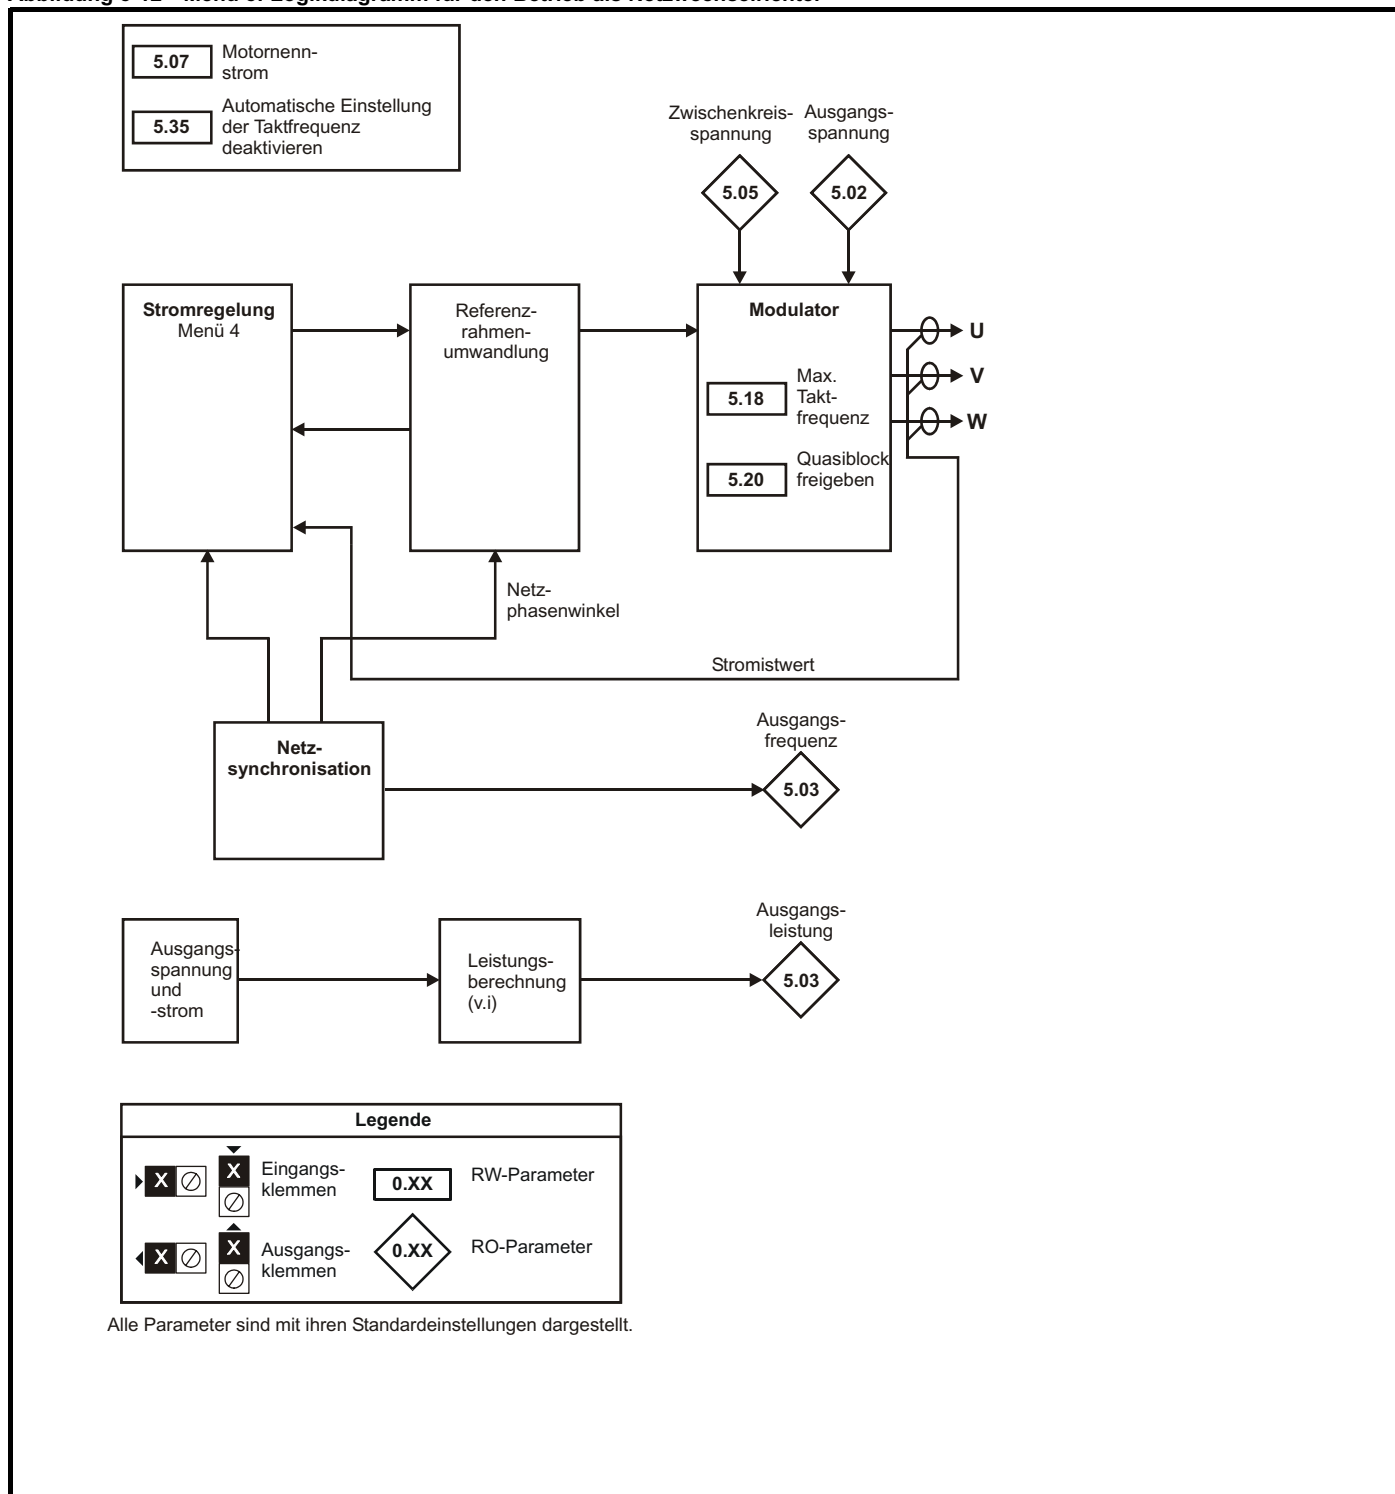 5.07
Motornenn-
strom
5.35
Automatische Einstellung
der Taktfrequenz
deaktivieren
Zwischenkreis-
spannung
Ausgangs-
spannung
5.05
5.02
Stromregelung
Menü 4
Referenz-
rahmen-
umwandlung
Modulator
U
V
W
5.18
Max.
Takt-
frequenz
5.20
Quasiblock
freigeben
Netz-
phasenwinkel
Stromistwert
Netz-
synchronisation
Ausgangs-
frequenz
5.03
Ausgangs-
spannung
und
-strom
Leistungs-
berechnung
(v.i)
Ausgangs-
leistung
5.03
Legende
X
X
Eingangs-
klemmen
0.XX
RW-Parameter
X
X
Ausgangs-
klemmen
0.XX
RO-Parameter
Alle Parameter sind mit ihren Standardeinstellungen dargestellt.